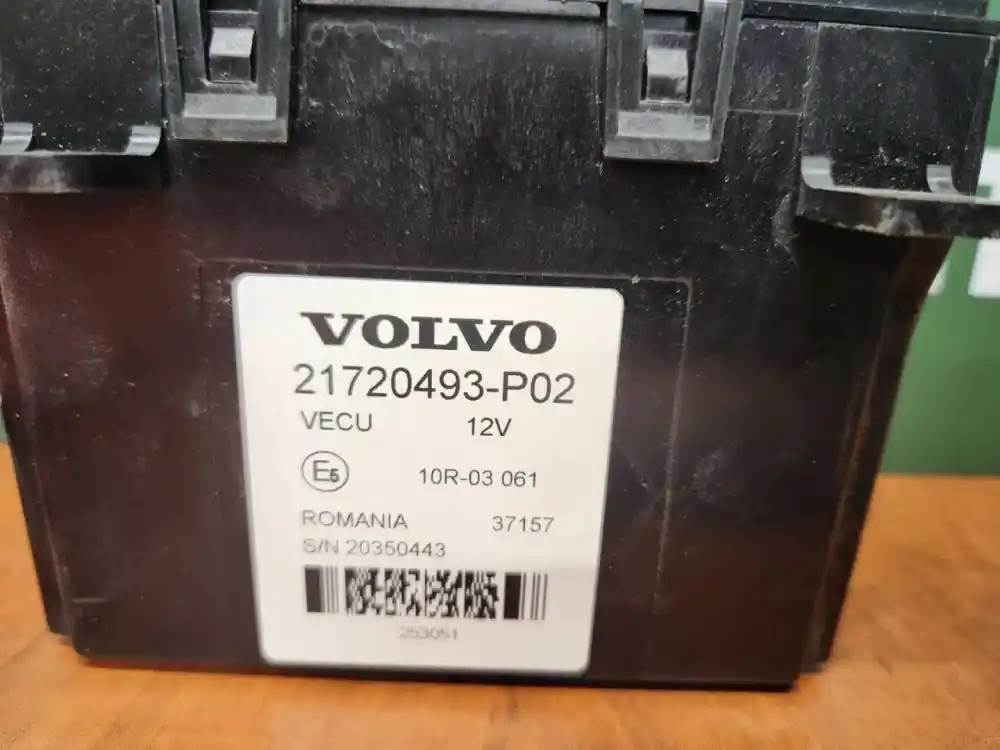 VOLVO
21720493-P02
VECU 12V
E5 10R-03 061
ROMANIA 37157
S/N 20350443
253051